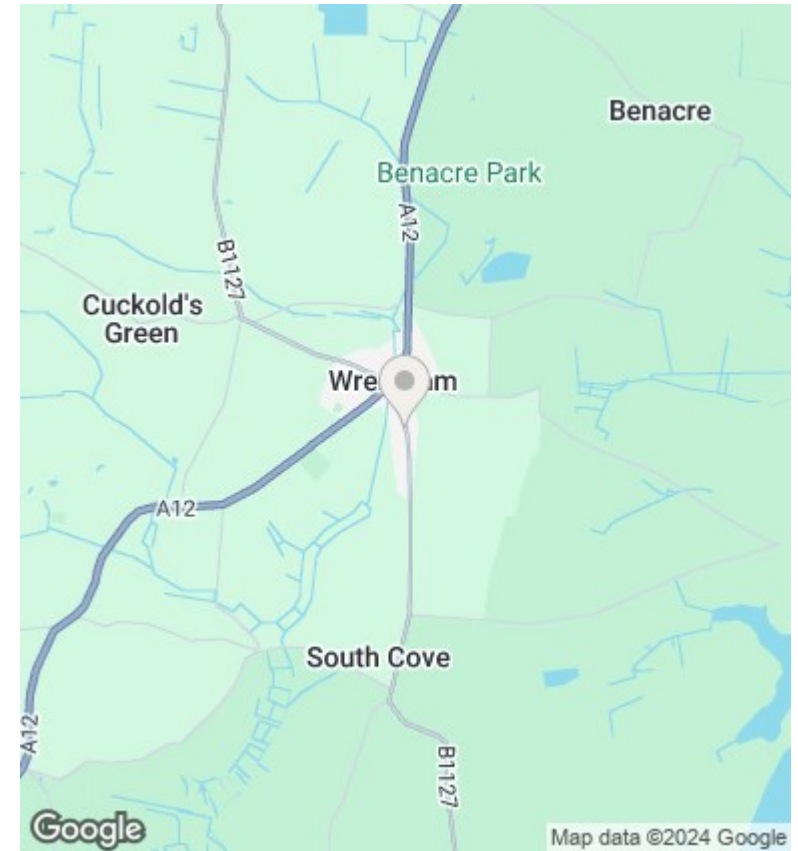 Benacre
Benacre Park
A12
B1127
Cuckold's
Green
A12
South Cove
A12
B1127
Google
Map data ©2024 Google